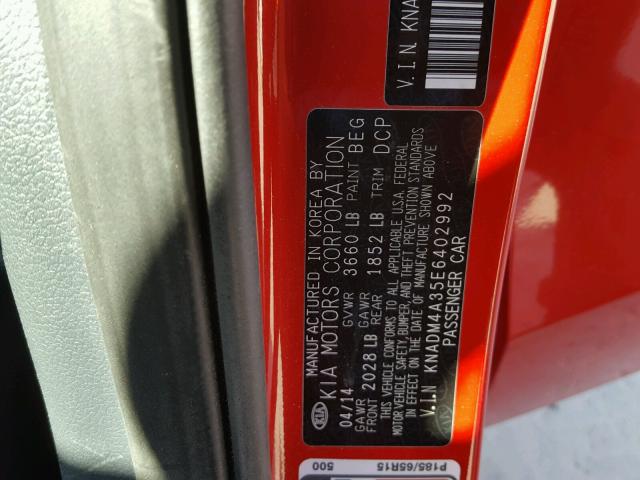 V.I.N KNA
MANUFACTURED IN KOREA BY
KIA KIA MOTORS CORPORATION
04/14 GVWR 3660 LB PAINT BEG
GAWR FRONT 2028 LB GAWR REAR 1852 LB TRIM DCP
THIS VEHICLE CONFORMS TO ALL APPLICABLE U.S.A. FEDERAL
MOTOR VEHICLE SAFETY, BUMPER, AND THEFT PREVENTION STANDARDS
IN EFFECT ON THE DATE OF MANUFACTURE SHOWN ABOVE
V.I.N KNADM4A35E6402992
PASSENGER CAR
P185/65R15
500